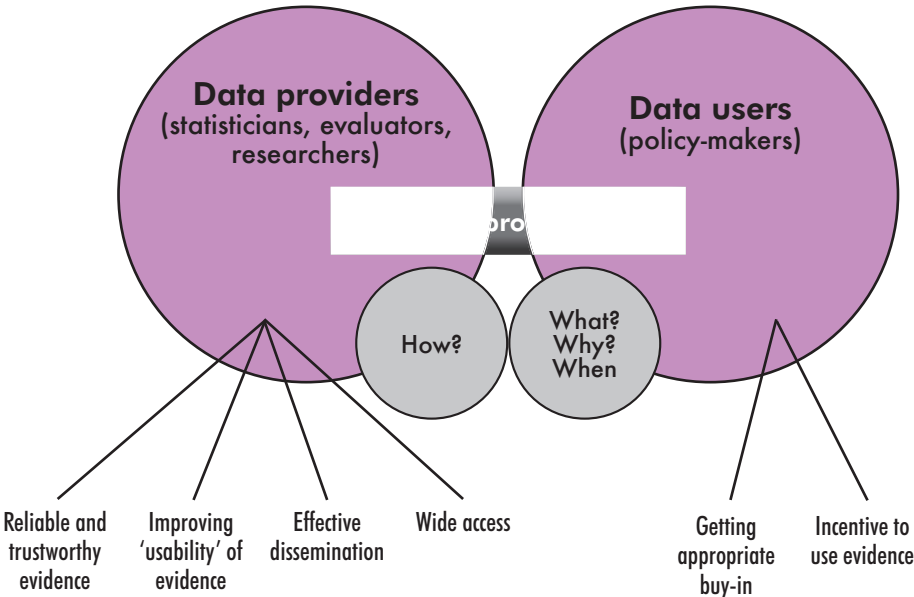 Data providers
(statisticians, evaluators,
researchers)
Data users
(policy-makers)
How?
What?
Why?
When
Reliable and
trustworthy
evidence
Improving
‘usability’ of
evidence
Effective
dissemination
Wide access
Getting
appropriate
buy-in
Incentive to
use evidence